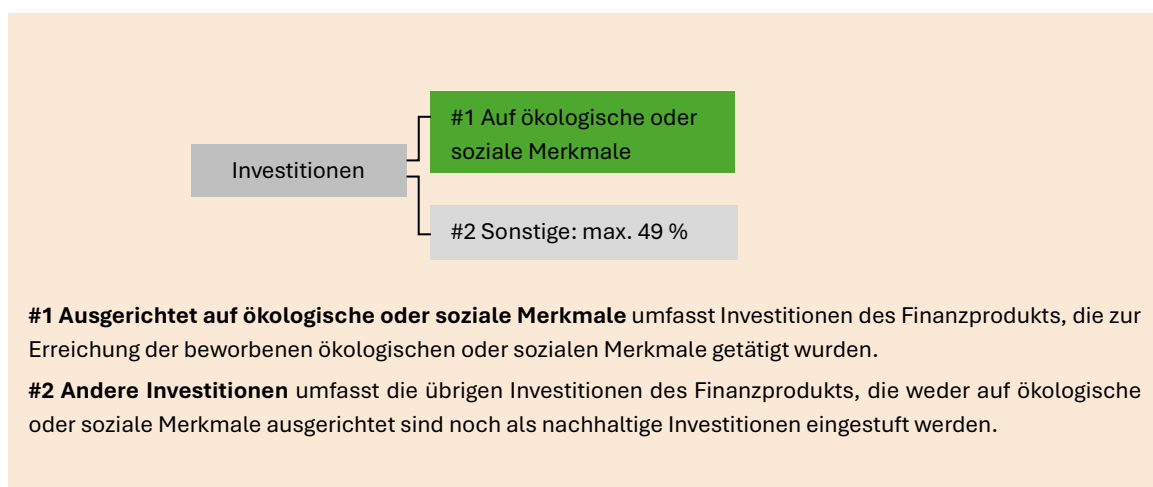 #1 Auf ökologische oder
soziale Merkmale
Investitionen
#2 Sonstige: max. 49 %
#1 Ausgerichtet auf ökologische oder soziale Merkmale umfasst Investitionen des Finanzprodukts, die zur
Erreichung der beworbenen ökologischen oder sozialen Merkmale getätigt wurden.
#2 Andere Investitionen umfasst die übrigen Investitionen des Finanzprodukts, die weder auf ökologische
oder soziale Merkmale ausgerichtet sind noch als nachhaltige Investitionen eingestuft werden.